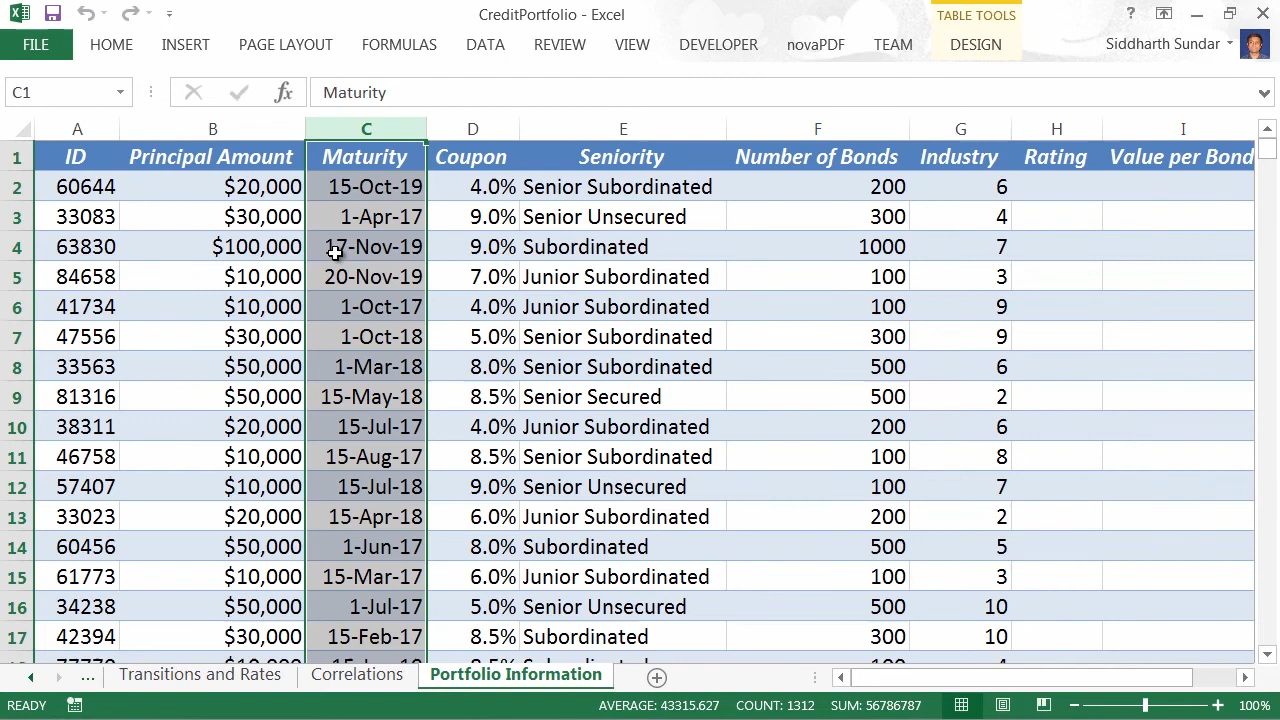 CreditPortfolio - Excel
TABLE TOOLS
?
FILE HOME INSERT PAGE LAYOUT FORMULAS DATA REVIEW VIEW DEVELOPER novaPDF TEAM DESIGN Siddharth Sundar
C1 fx Maturity
A B C D E F G H I
1 ID Principal Amount Maturity Coupon Seniority Number of Bonds Industry Rating Value per Bond
2 60644 $20,000 15-Oct-19 4.0% Senior Subordinated 200 6
3 33083 $30,000 1-Apr-17 9.0% Senior Unsecured 300 4
4 63830 $100,000 17-Nov-19 9.0% Subordinated 1000 7
5 84658 $10,000 20-Nov-19 7.0% Junior Subordinated 100 3
6 41734 $10,000 1-Oct-17 4.0% Junior Subordinated 100 9
7 47556 $30,000 1-Oct-18 5.0% Senior Subordinated 300 9
8 33563 $50,000 1-Mar-18 8.0% Senior Subordinated 500 6
9 81316 $50,000 15-May-18 8.5% Senior Secured 500 2
10 38311 $20,000 15-Jul-17 4.0% Junior Subordinated 200 6
11 46758 $10,000 15-Aug-17 8.5% Senior Subordinated 100 8
12 57407 $10,000 15-Jul-18 9.0% Senior Unsecured 100 7
13 33023 $20,000 15-Apr-18 6.0% Junior Subordinated 200 2
14 60456 $50,000 1-Jun-17 8.0% Subordinated 500 5
15 61773 $10,000 15-Mar-17 6.0% Junior Subordinated 100 3
16 34238 $50,000 1-Jul-17 5.0% Senior Unsecured 500 10
17 42394 $30,000 15-Feb-17 8.5% Subordinated 300 10
... Transitions and Rates Correlations Portfolio Information
READY AVERAGE: 43315.627 COUNT: 1312 SUM: 56786787 100%